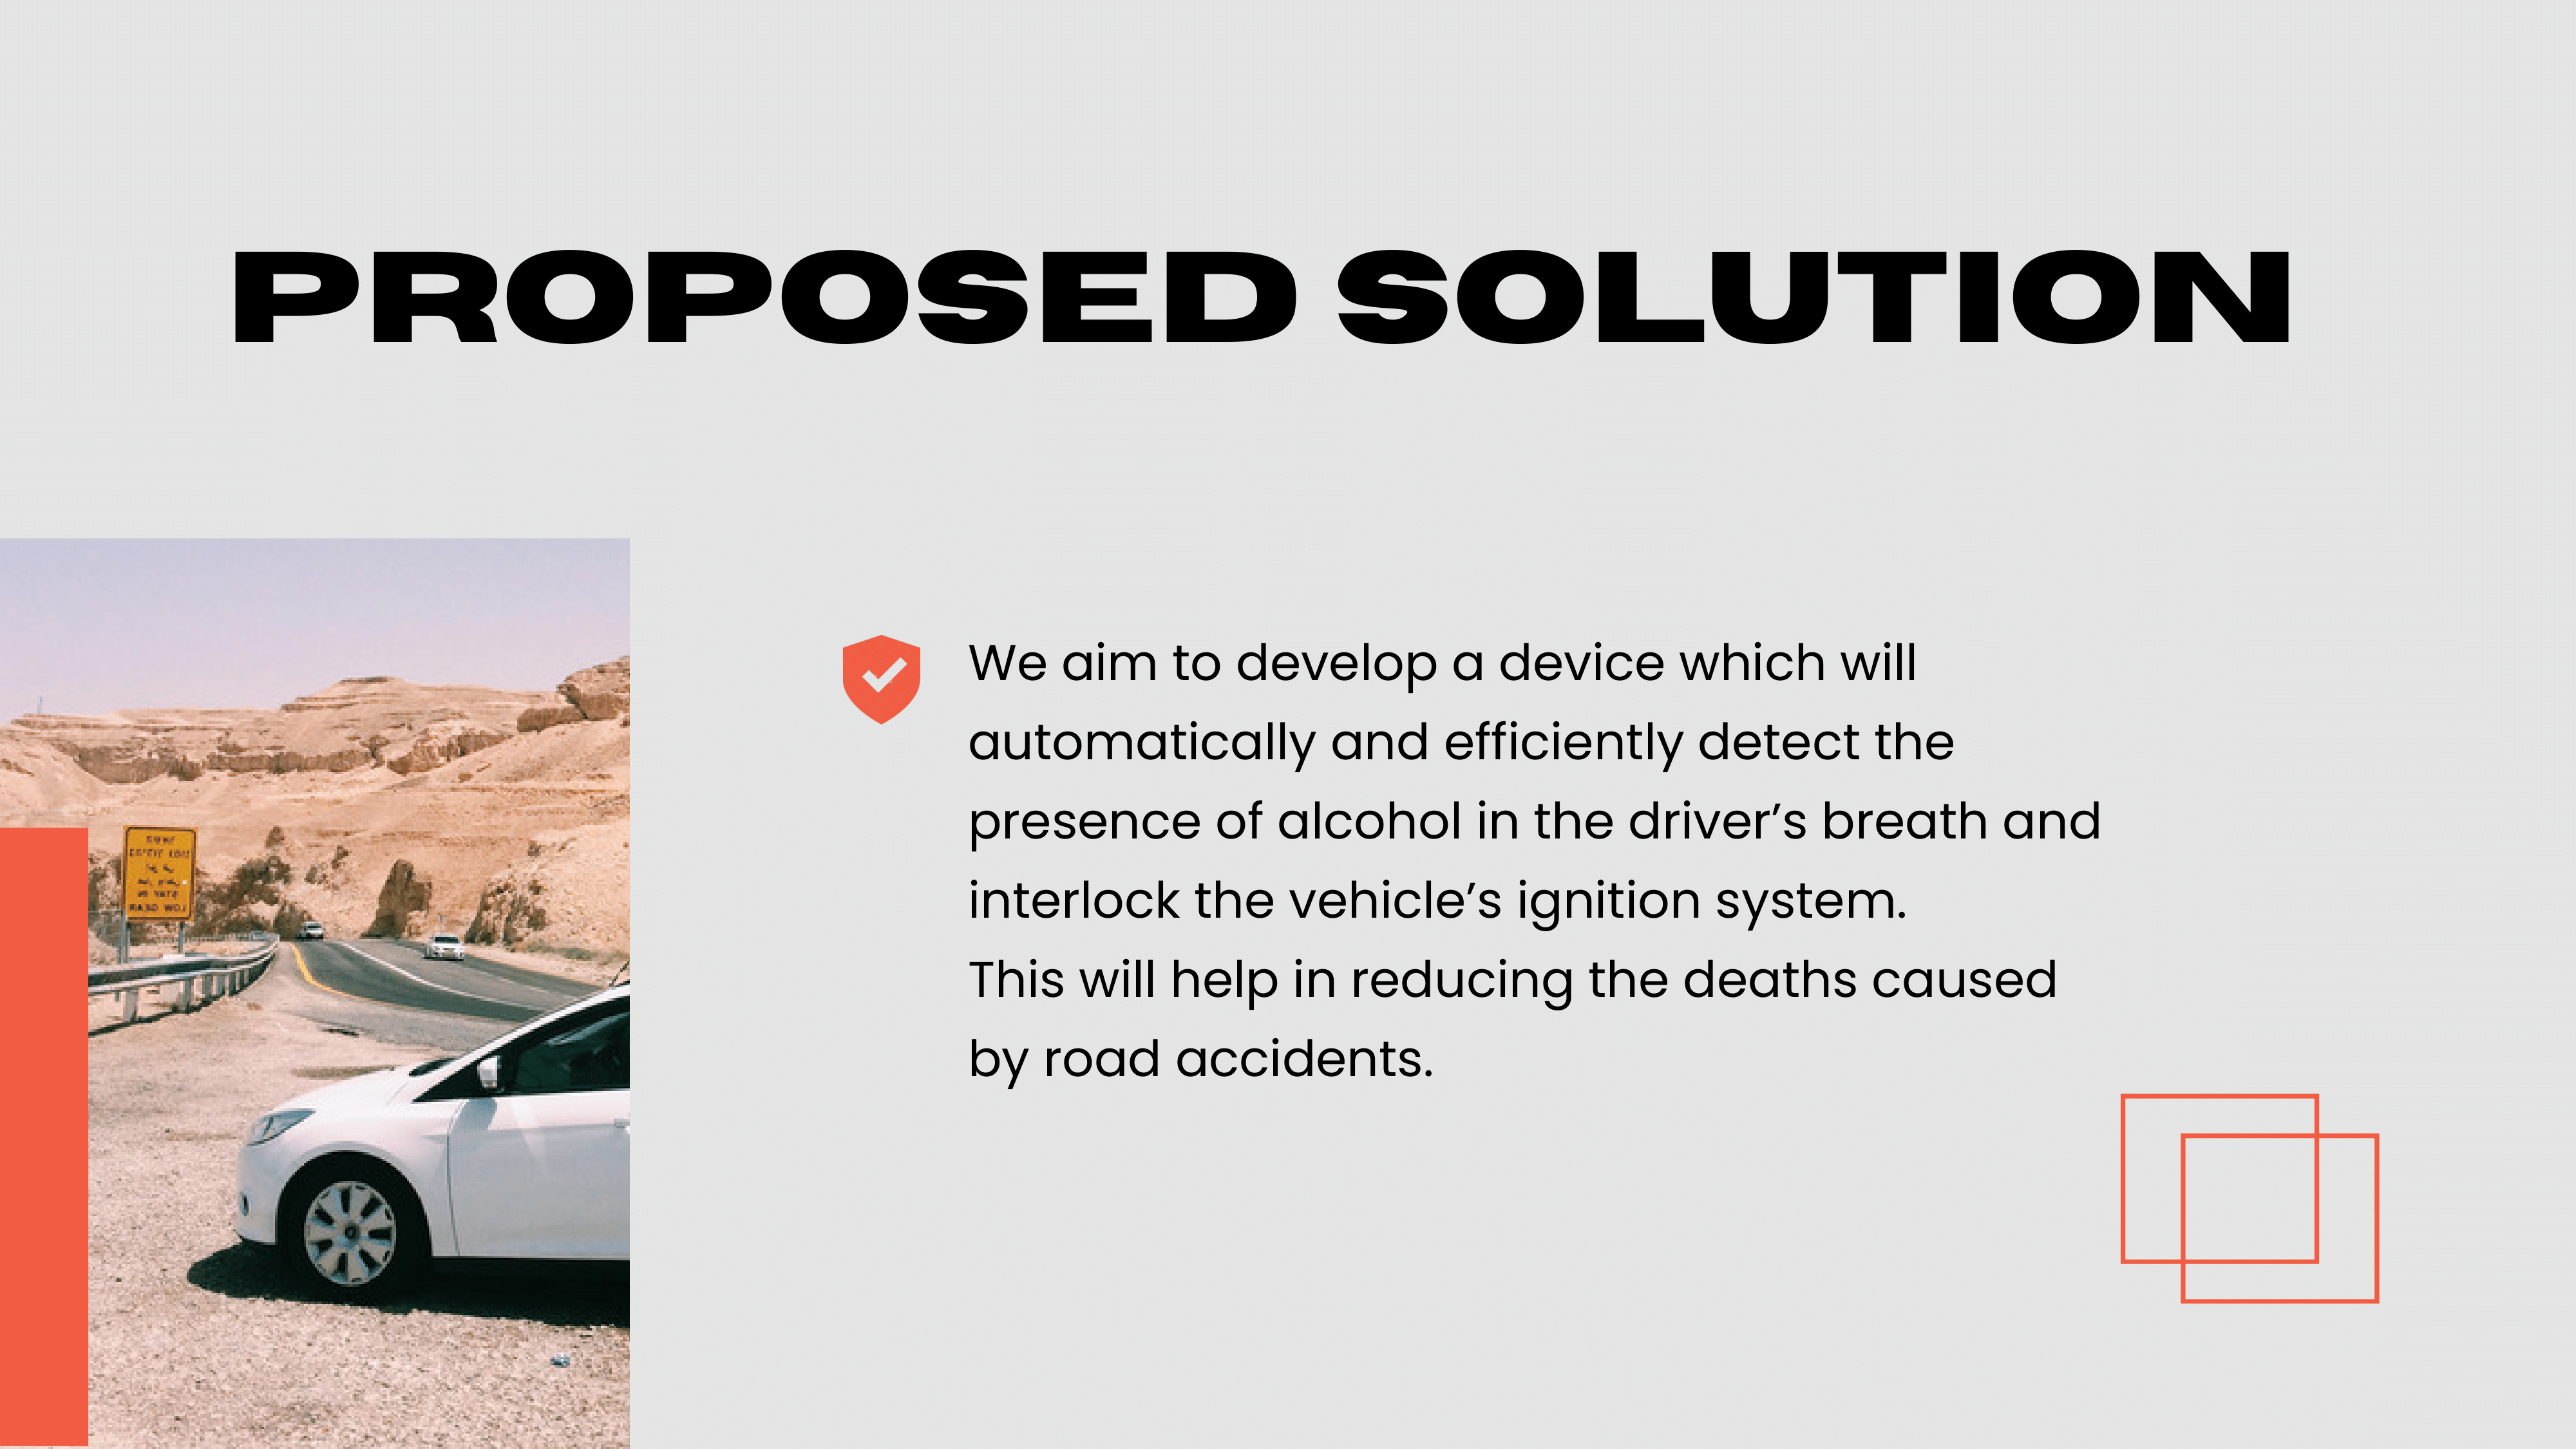 PROPOSED SOLUTION
We aim to develop a device which will
automatically and efficiently detect the
presence of alcohol in the driver’s breath and
interlock the vehicle’s ignition system.
This will help in reducing the deaths caused
by road accidents.